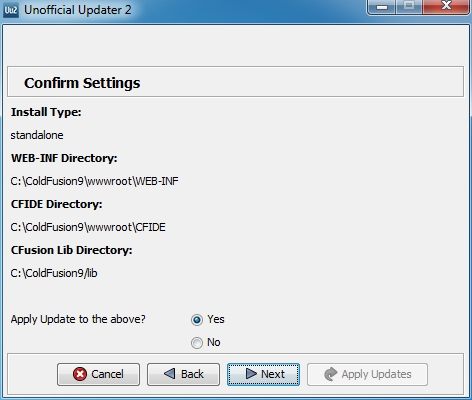 Uu2 Unofficial Updater 2
Confirm Settings
Install Type:
standalone
WEB-INF Directory:
C:\ColdFusion9\wwwroot\WEB-INF
CFIDE Directory:
C:\ColdFusion9\wwwroot\CFIDE
CFusion Lib Directory:
C:\ColdFusion9/lib
Apply Update to the above? Yes
No
Cancel Back Next Apply Updates